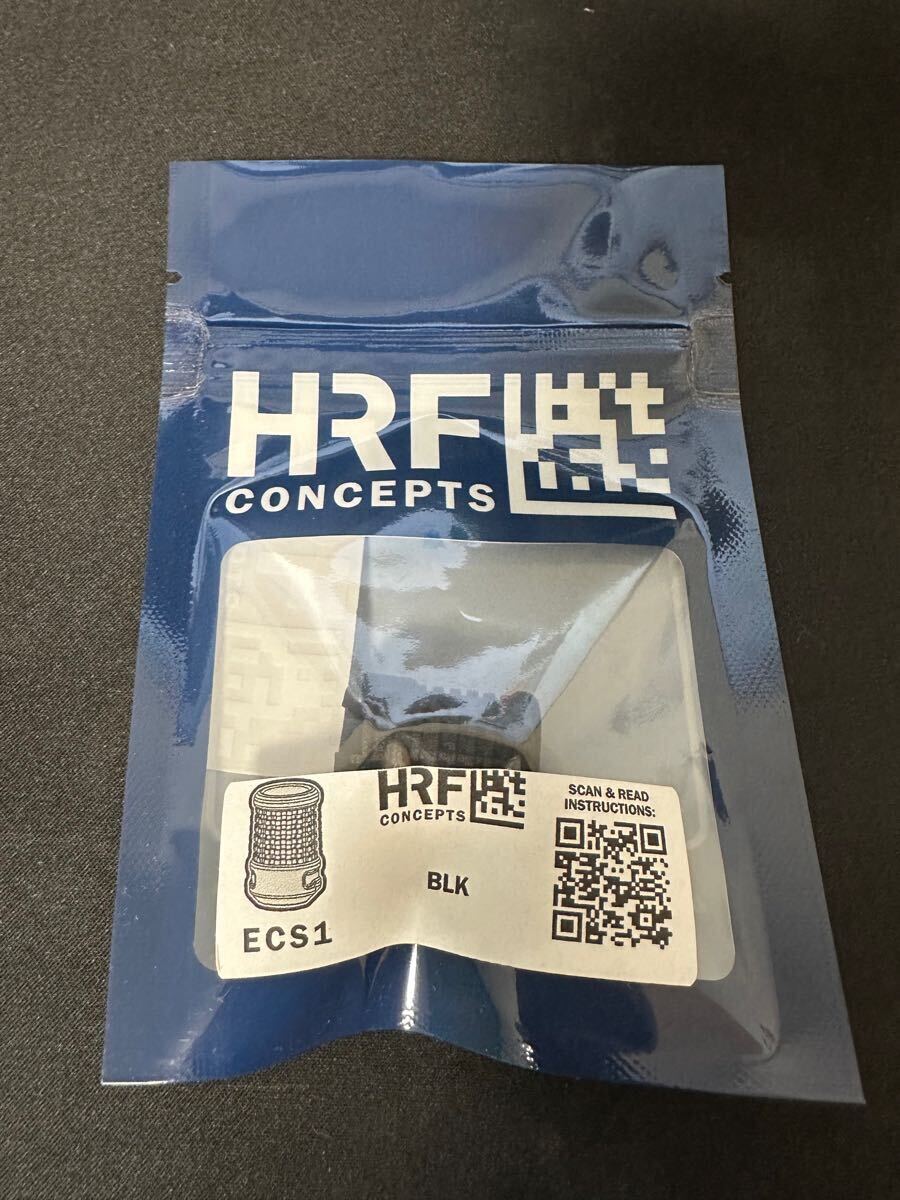 HRF
CONCEPTS
HRF
CONCEPTS
SCAN & READ
INSTRUCTIONS:
BLK
ECS1